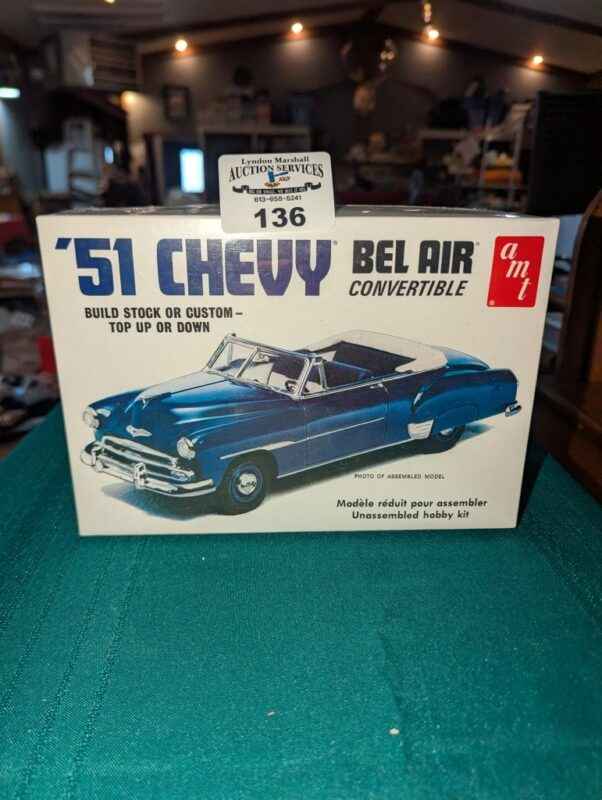 Lyndon Marshall
AUCTION SERVICES
613-658-5241
136
'51 CHEVY
BEL AIR
CONVERTIBLE
amt
BUILD STOCK OR CUSTOM–
TOP UP OR DOWN
PHOTO OF ASSEMBLED MODEL
Modèle réduit pour assembler
Unassembled hobby kit